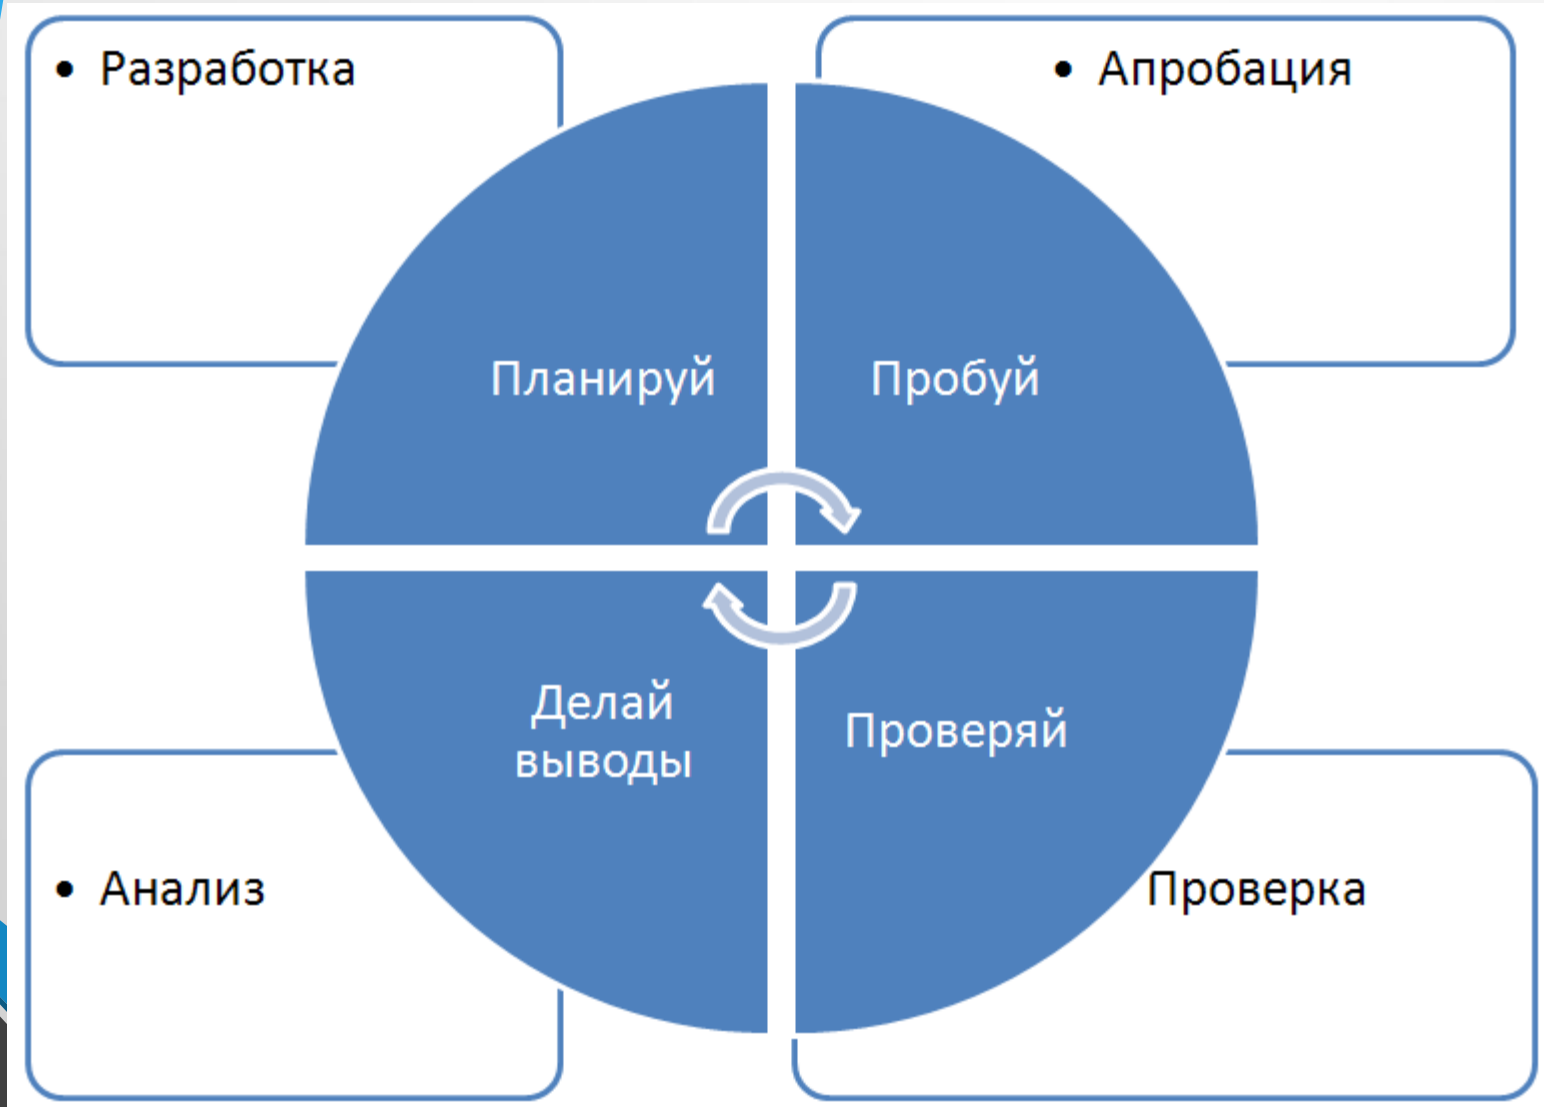 • Разработка
• Апробация
Планируй
Пробуй
Делай
выводы
Проверяй
• Анализ
Проверка